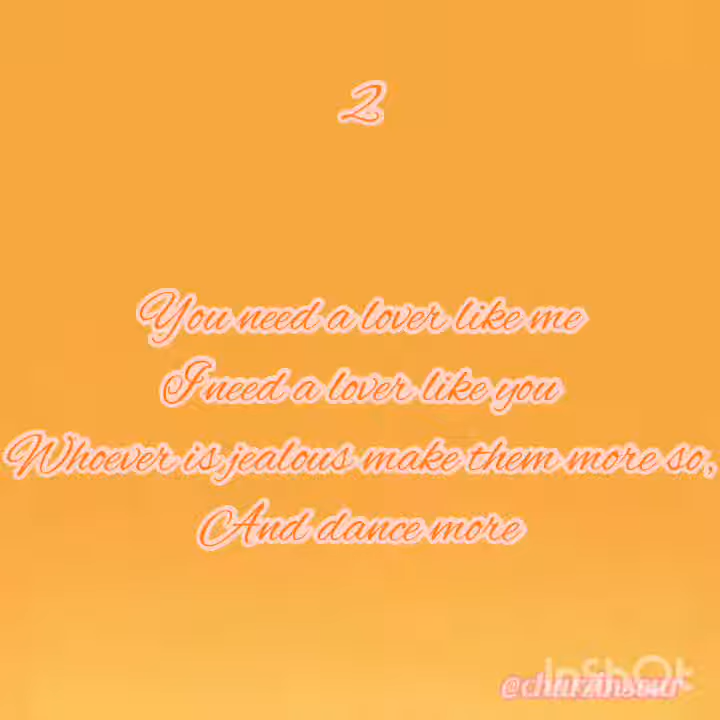 2
You need a lover like me
I need a lover like you
Whoever is jealous make them more so,
And dance more
InShOt